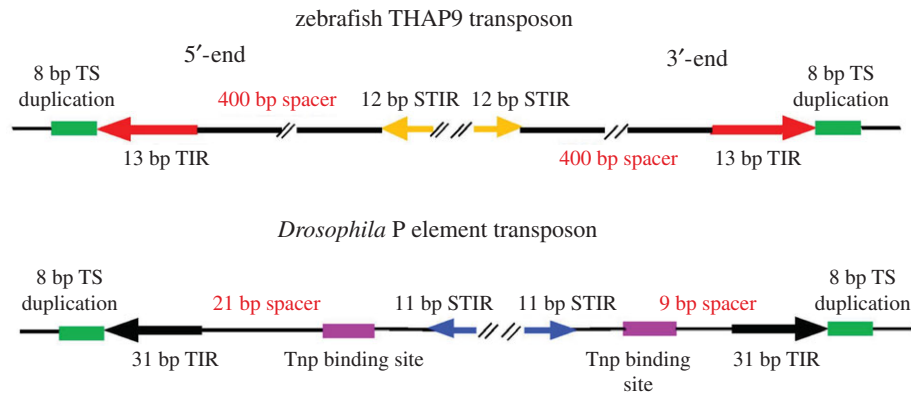 zebrafish THAP9 transposon
5′-end
3′-end
8 bp TS
duplication
400 bp spacer
12 bp STIR
12 bp STIR
8 bp TS
duplication
13 bp TIR
400 bp spacer
13 bp TIR
Drosophila P element transposon
8 bp TS
duplication
21 bp spacer
11 bp STIR
11 bp STIR
9 bp spacer
8 bp TS
duplication
31 bp TIR
Tnp binding site
Tnp binding
site
31 bp TIR